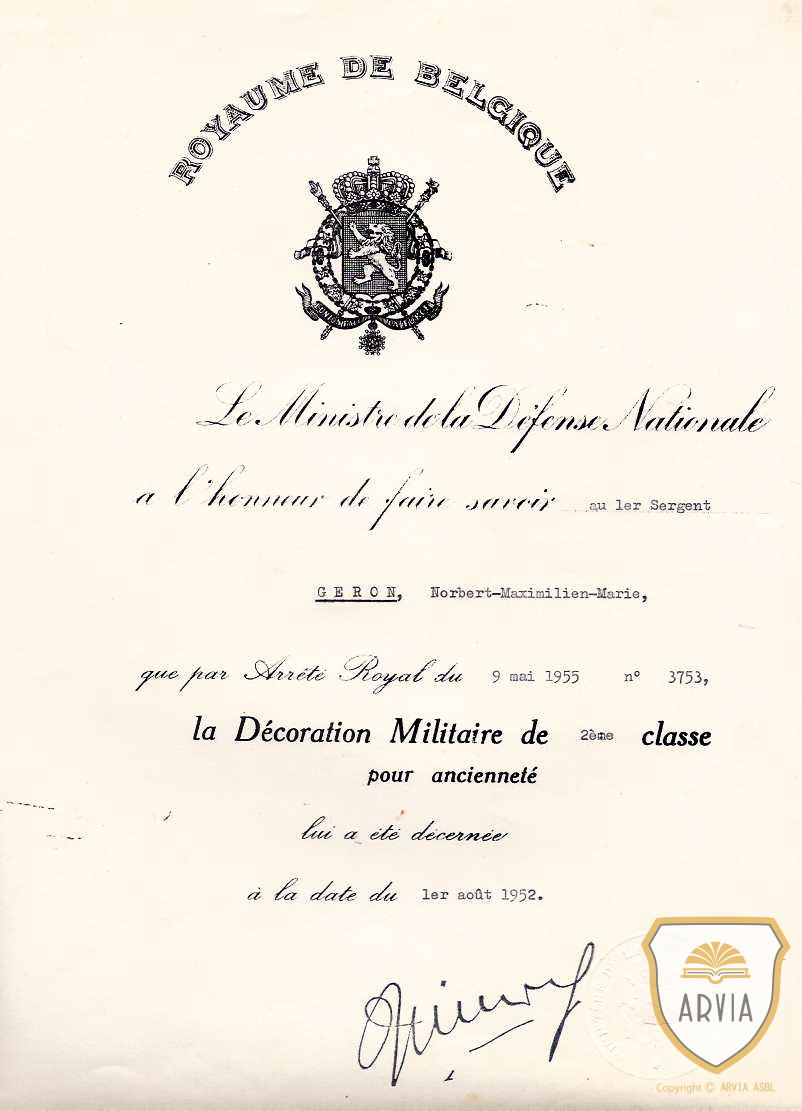 ROYAUME DE BELGIQUE
Le Ministre de la Défense Nationale
a l'honneur de faire savoir au 1er Sergent
GERON, Norbert-Maximilien-Marie,
que par Arrêté Royal du 9 mai 1955 n° 3753,
la Décoration Militaire de 2ème classe
pour ancienneté
lui a été décernée
à la date du 1er août 1952.
ARVIA
Copyright © ARVIA ASBL